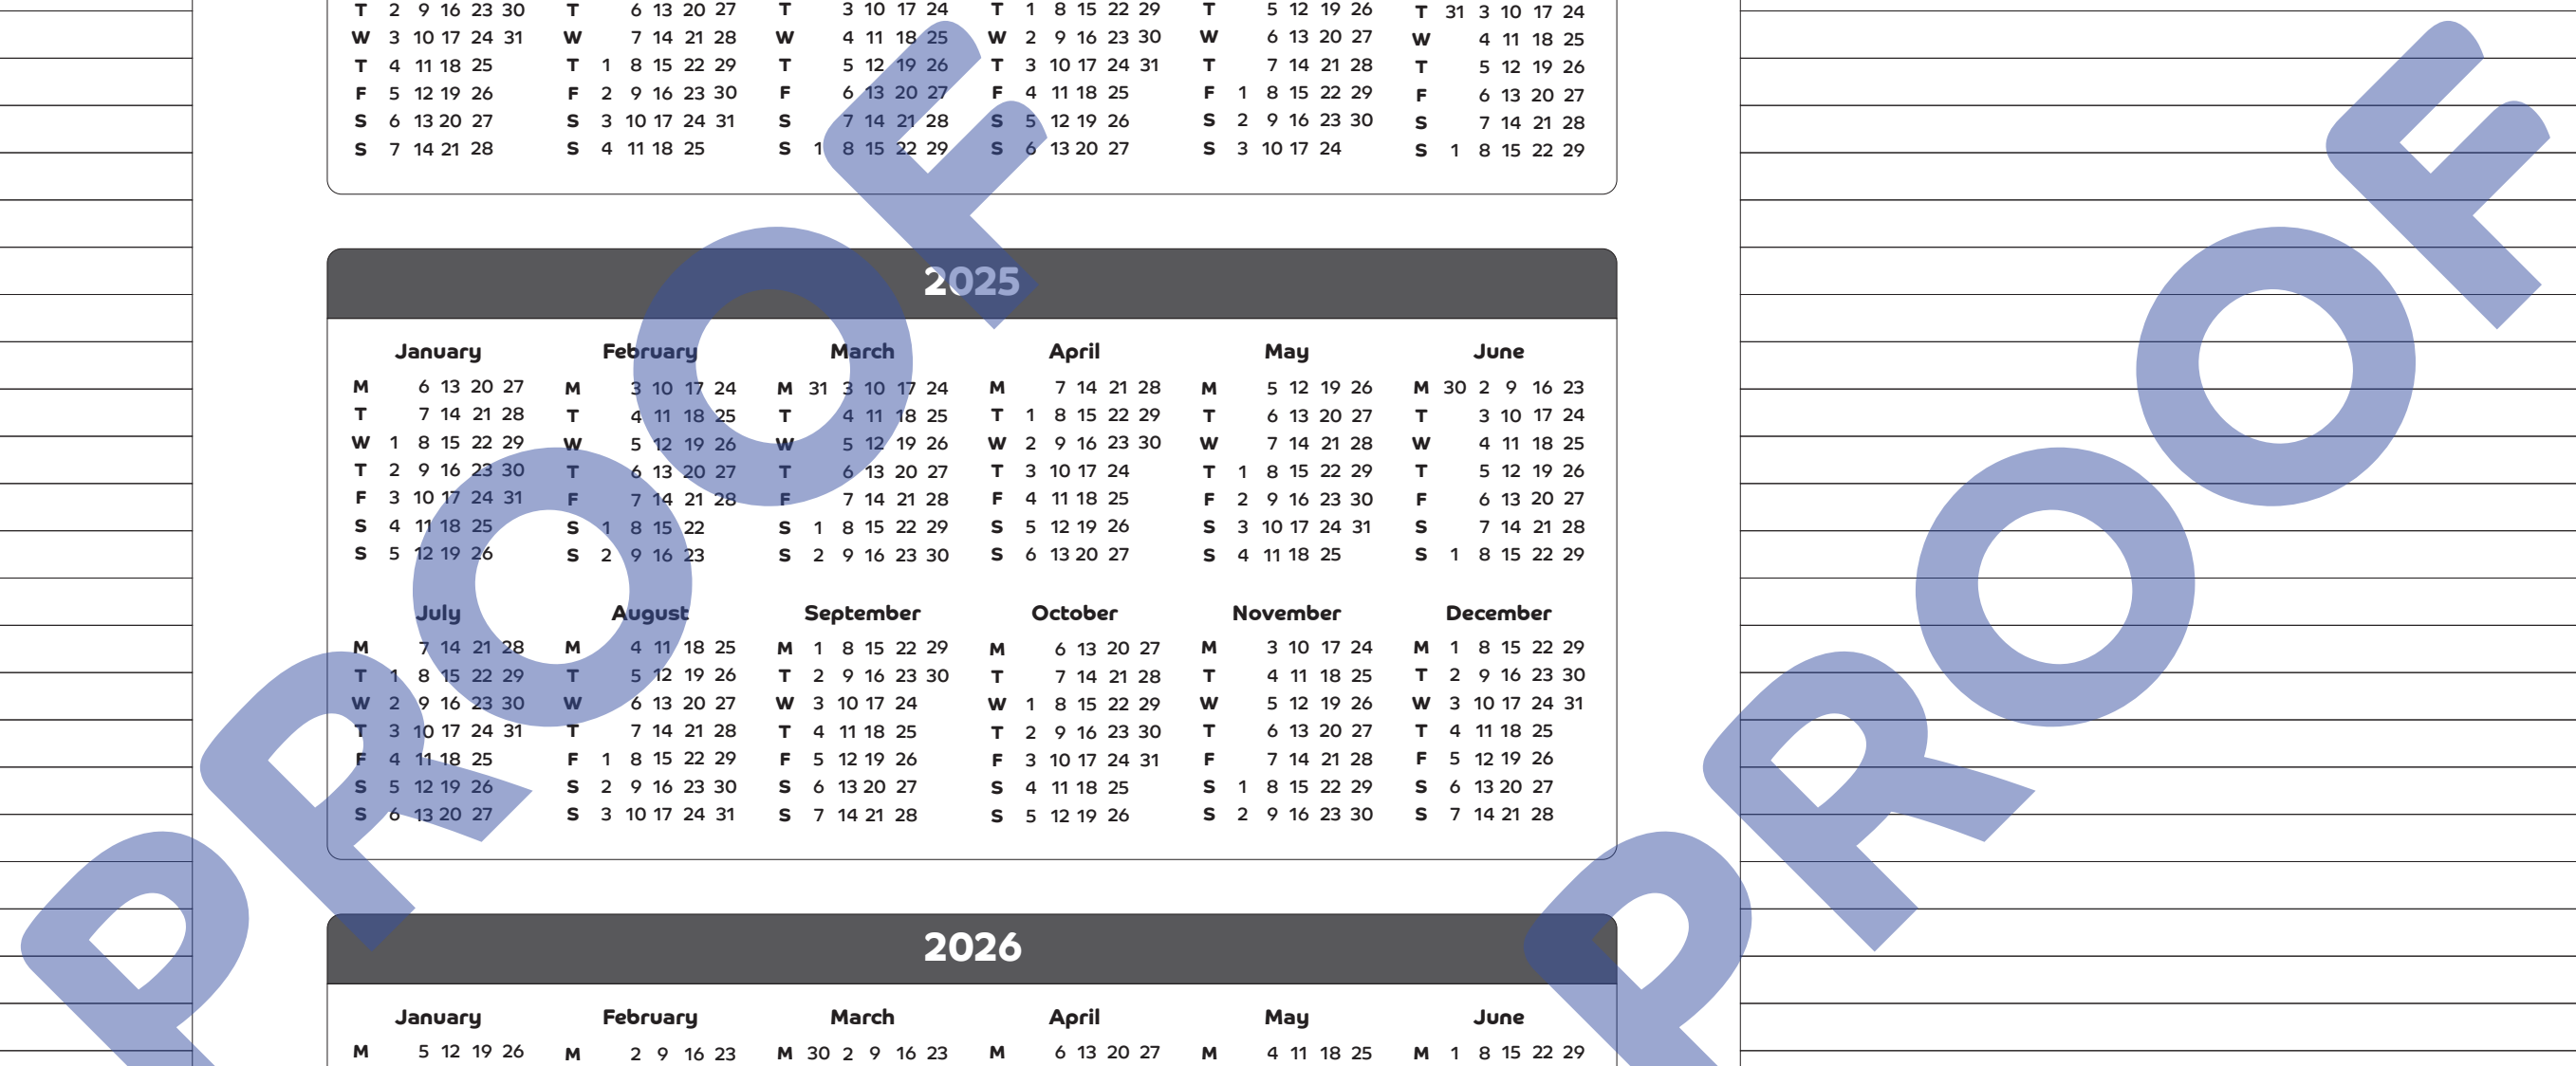 T 2 9 16 23 30 T 6 13 20 27 T 3 10 17 24 T 1 8 15 22 29 T 5 12 19 26 T 31 3 10 17 24
W 3 10 17 24 31 W 7 14 21 28 W 4 11 18 25 W 2 9 16 23 30 W 6 13 20 27 W 4 11 18 25
T 4 11 18 25 T 1 8 15 22 29 T 5 12 19 26 T 3 10 17 24 31 T 7 14 21 28 T 5 12 19 26
F 5 12 19 26 F 2 9 16 23 30 F 6 13 20 27 F 4 11 18 25 F 1 8 15 22 29 F 6 13 20 27
S 6 13 20 27 S 3 10 17 24 31 S 7 14 21 28 S 5 12 19 26 S 2 9 16 23 30 S 7 14 21 28
S 7 14 21 28 S 4 11 18 25 S 1 8 15 22 29 S 6 13 20 27 S 3 10 17 24 S 1 8 15 22 29
2025
January February March April May June
M 6 13 20 27 M 3 10 17 24 M 31 3 10 17 24 M 7 14 21 28 M 5 12 19 26 M 30 2 9 16 23
T 7 14 21 28 T 4 11 18 25 T 4 11 18 25 T 1 8 15 22 29 T 6 13 20 27 T 3 10 17 24
W 1 8 15 22 29 W 5 12 19 26 W 5 12 19 26 W 2 9 16 23 30 W 7 14 21 28 W 4 11 18 25
T 2 9 16 23 30 T 6 13 20 27 T 6 13 20 27 T 3 10 17 24 T 1 8 15 22 29 T 5 12 19 26
F 3 10 17 24 31 F 7 14 21 28 F 7 14 21 28 F 4 11 18 25 F 2 9 16 23 30 F 6 13 20 27
S 4 11 18 25 S 1 8 15 22 S 1 8 15 22 29 S 5 12 19 26 S 3 10 17 24 31 S 7 14 21 28
S 5 12 19 26 S 2 9 16 23 S 2 9 16 23 30 S 6 13 20 27 S 4 11 18 25 S 1 8 15 22 29
July August September October November December
M 7 14 21 28 M 4 11 18 25 M 1 8 15 22 29 M 6 13 20 27 M 3 10 17 24 M 1 8 15 22 29
T 1 8 15 22 29 T 5 12 19 26 T 2 9 16 23 30 T 7 14 21 28 T 4 11 18 25 T 2 9 16 23 30
W 2 9 16 23 30 W 6 13 20 27 W 3 10 17 24 W 1 8 15 22 29 W 5 12 19 26 W 3 10 17 24 31
T 3 10 17 24 31 T 7 14 21 28 T 4 11 18 25 T 2 9 16 23 30 T 6 13 20 27 T 4 11 18 25
F 4 11 18 25 F 1 8 15 22 29 F 5 12 19 26 F 3 10 17 24 31 F 7 14 21 28 F 5 12 19 26
S 5 12 19 26 S 2 9 16 23 30 S 6 13 20 27 S 4 11 18 25 S 1 8 15 22 29 S 6 13 20 27
S 6 13 20 27 S 3 10 17 24 31 S 7 14 21 28 S 5 12 19 26 S 2 9 16 23 30 S 7 14 21 28
2026
January February March April May June
M 5 12 19 26 M 2 9 16 23 M 30 2 9 16 23 M 6 13 20 27 M 4 11 18 25 M 1 8 15 22 29
PROOF
PROOF